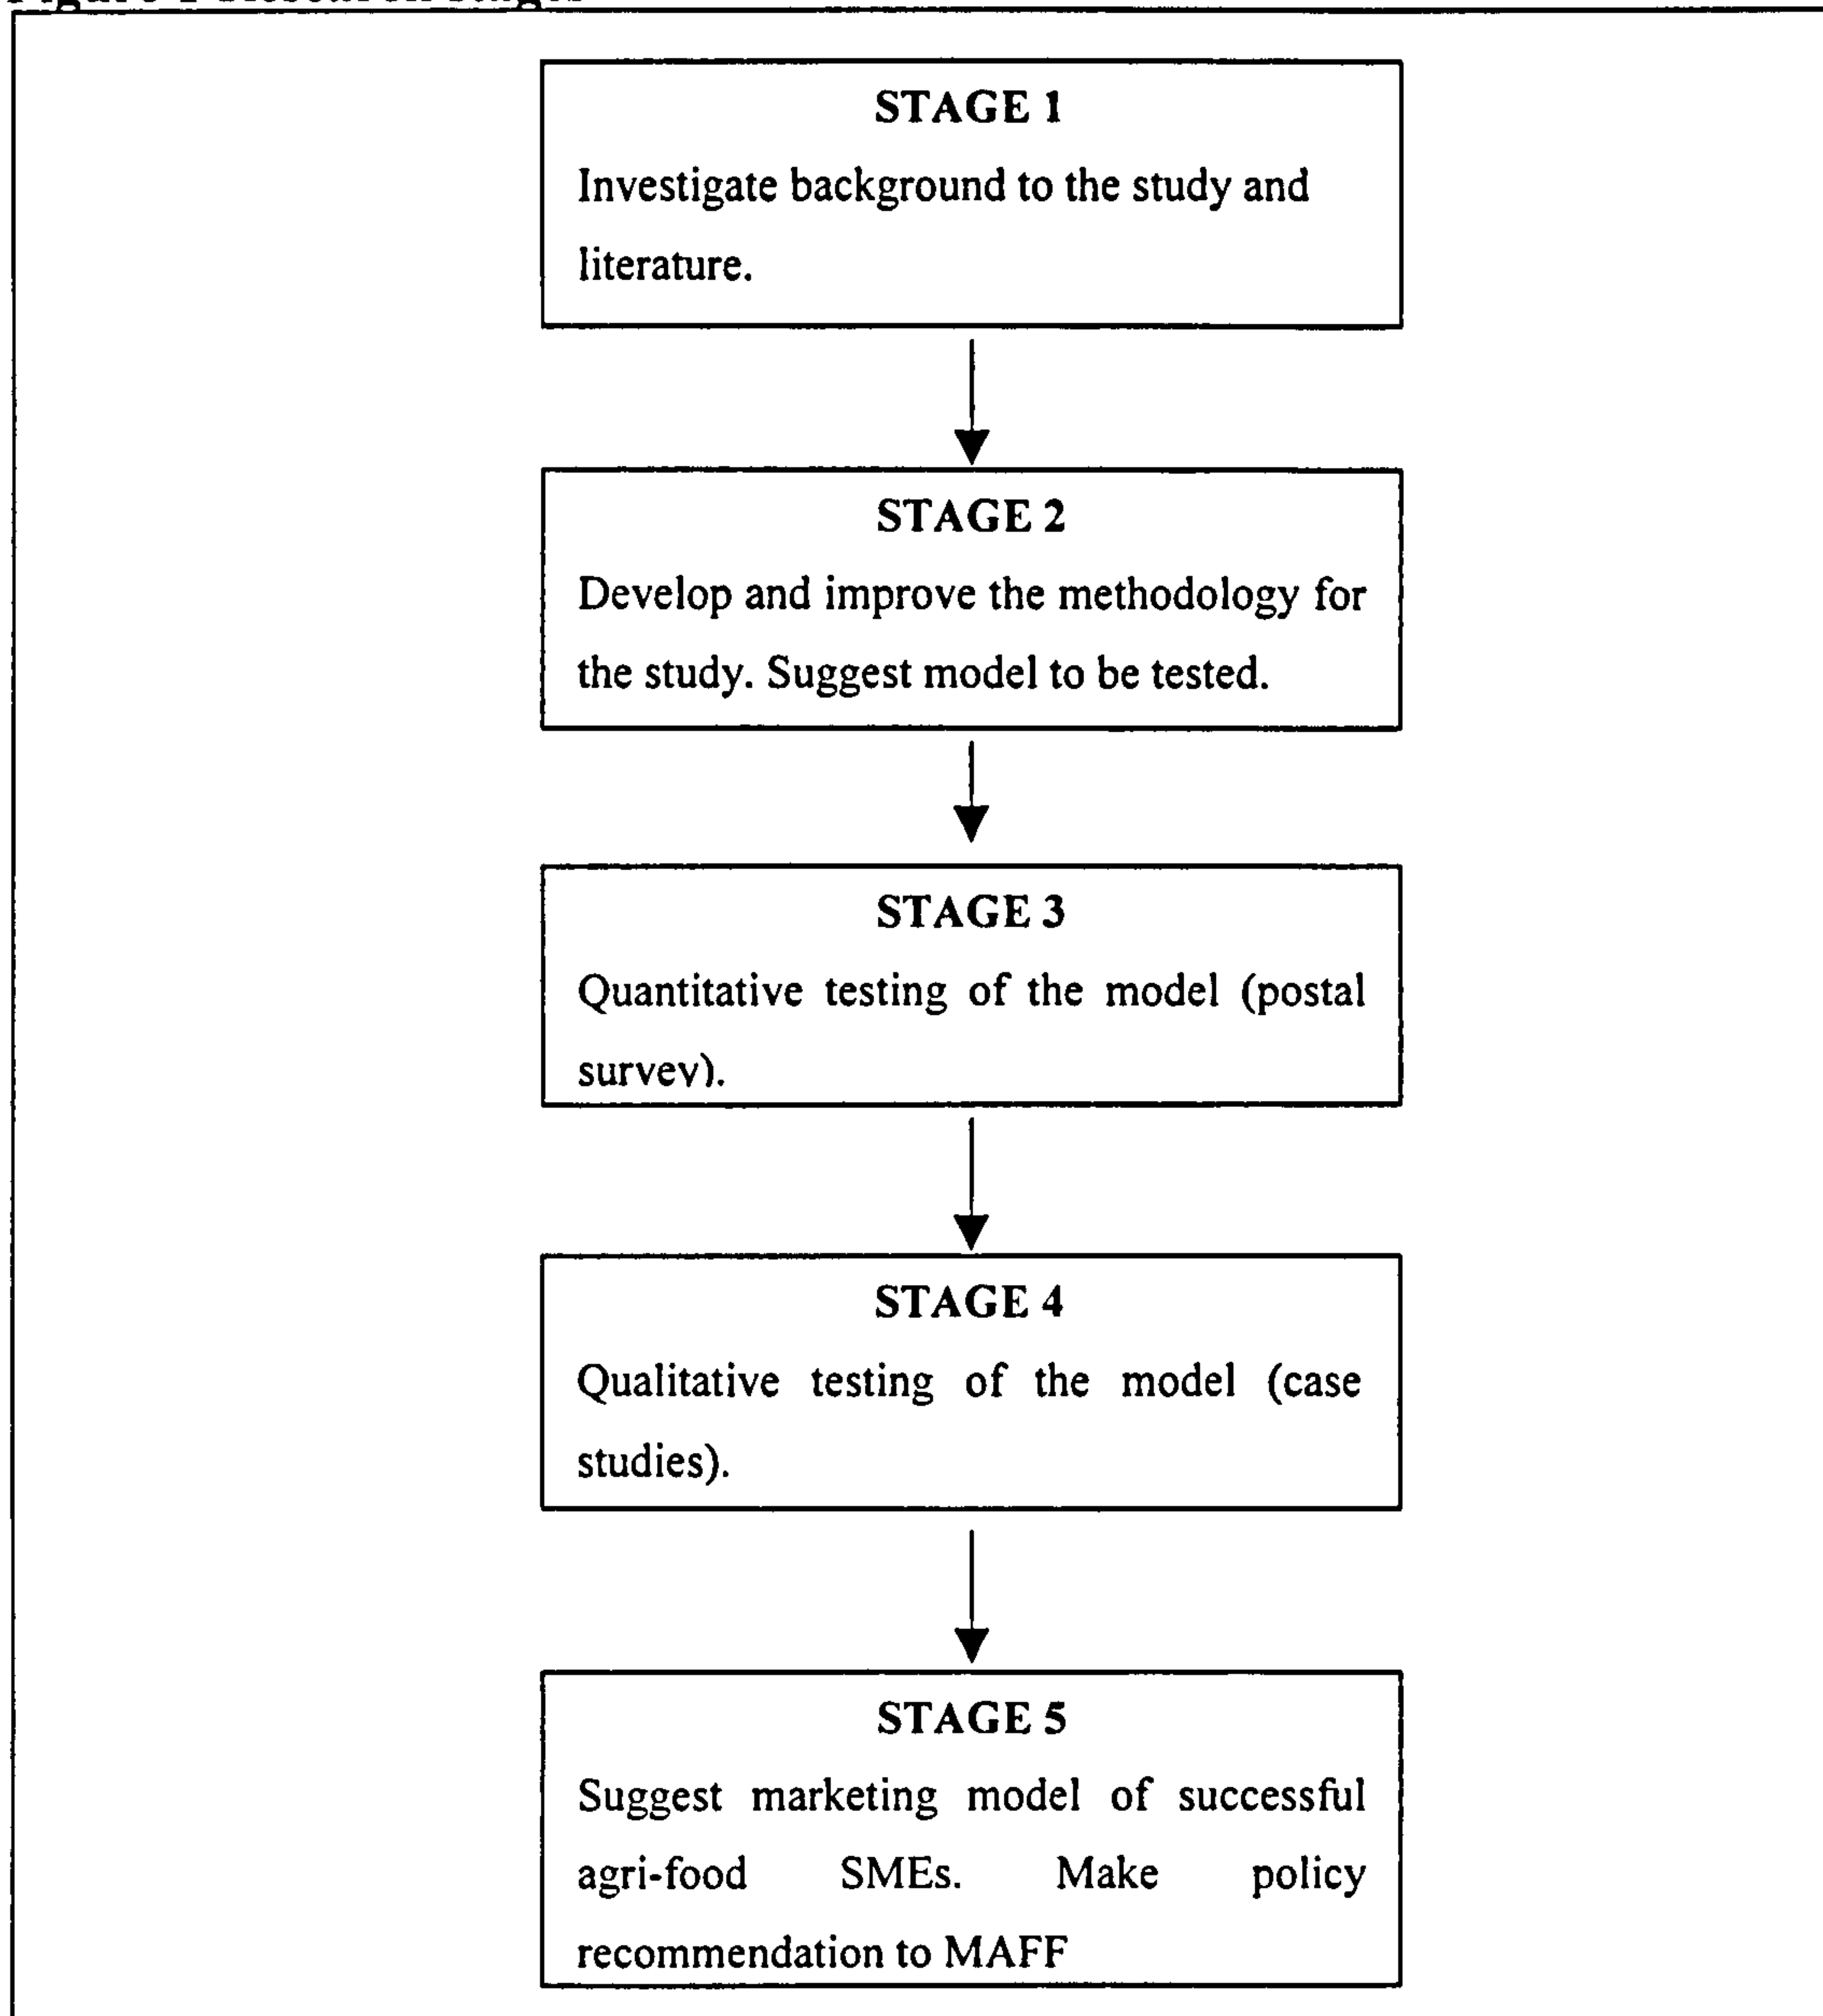 STAGE 1
Investigate background to the study and
literature.
STAGE 2
Develop and improve the methodology for
the study. Suggest model to be tested.
STAGE 3
Quantitative testing of the model (postal
survey).
STAGE 4
Qualitative testing of the model (case
studies).
STAGE 5
Suggest marketing model of successful
agri-food SMEs. Make policy
recommendation to MAFF